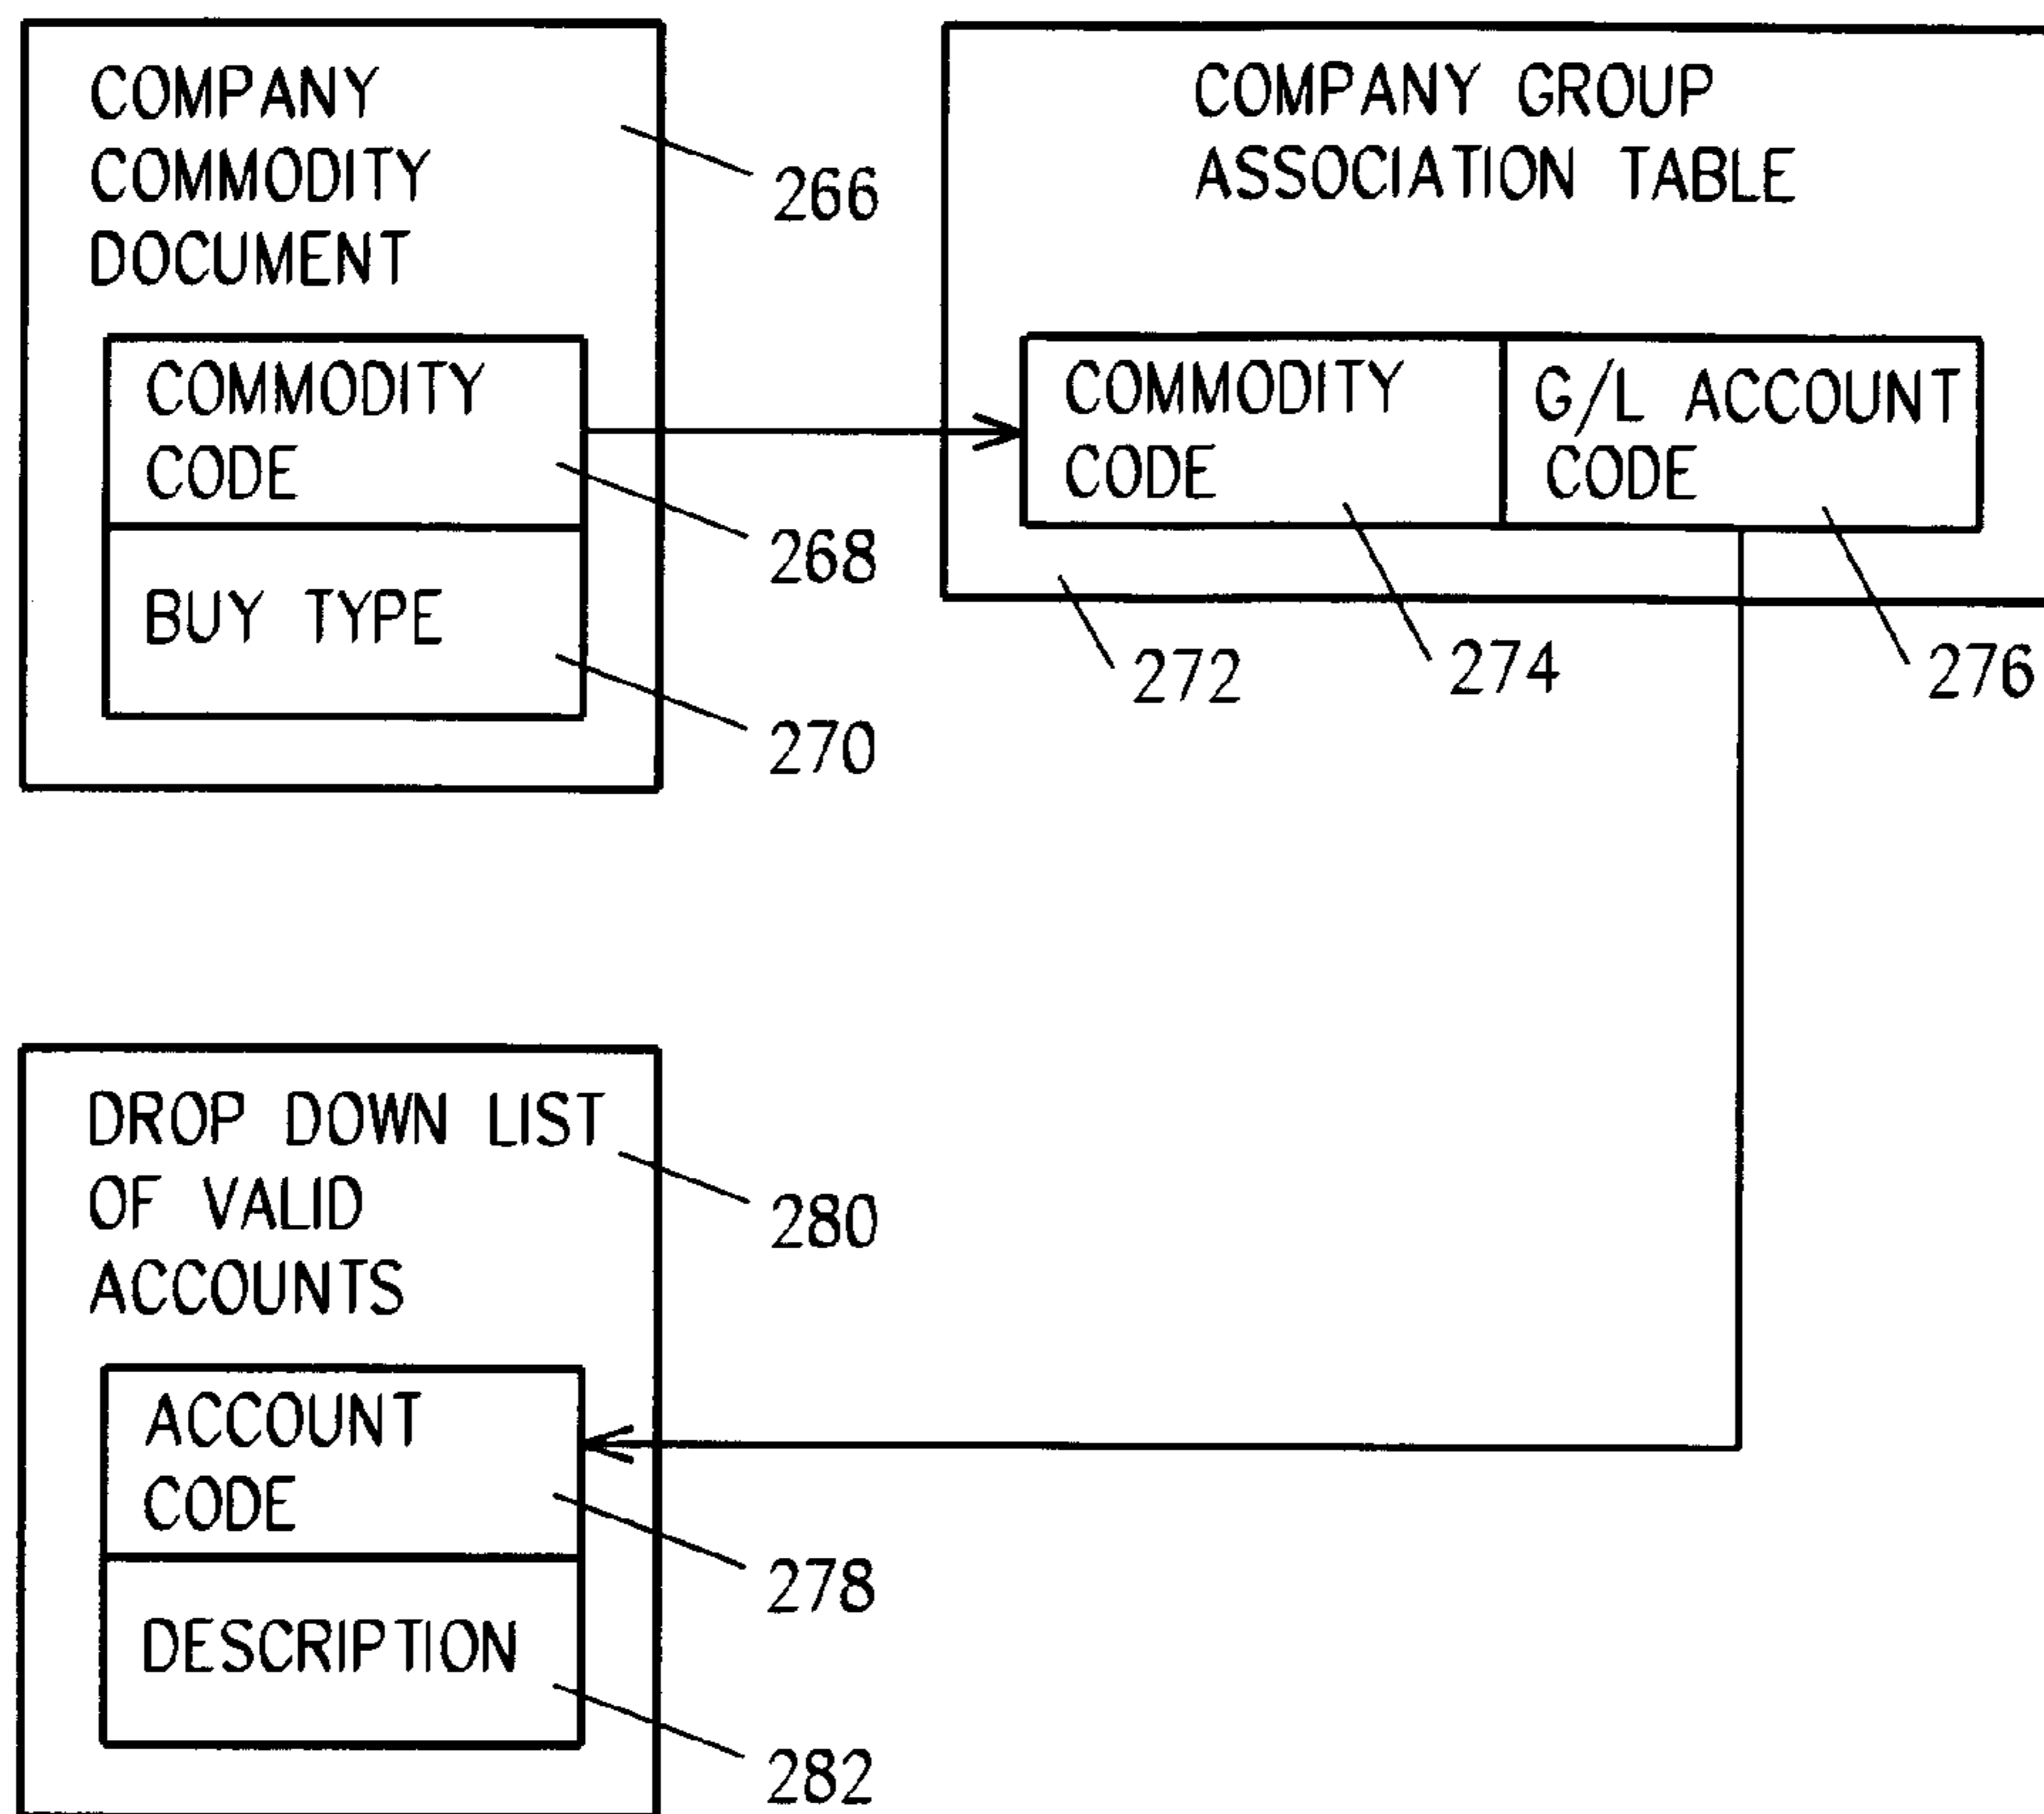 COMPANY
COMMODITY
DOCUMENT
266
COMMODITY
CODE
268
BUY TYPE
270
COMPANY GROUP
ASSOCIATION TABLE
COMMODITY
CODE
G/L ACCOUNT
CODE
272
274
276
DROP DOWN LIST
OF VALID
ACCOUNTS
280
ACCOUNT
CODE
278
DESCRIPTION
282